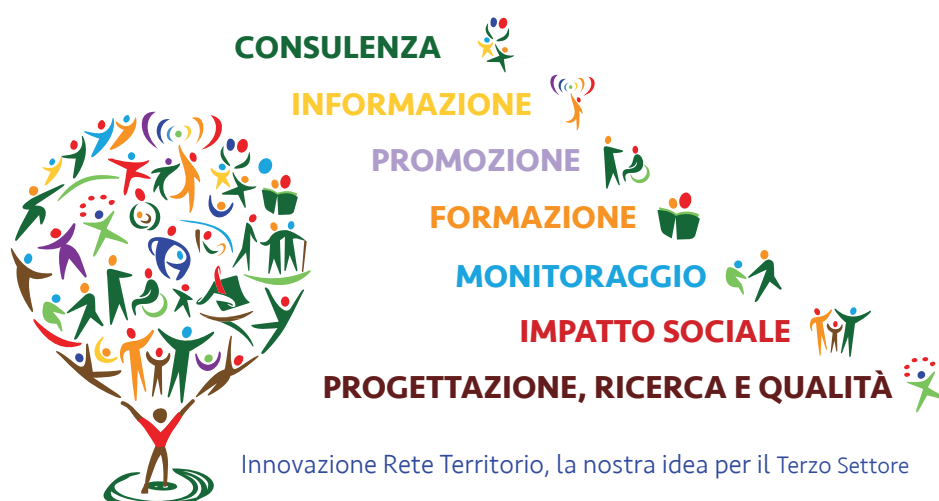 CONSULENZA
INFORMAZIONE
PROMOZIONE
FORMAZIONE
MONITORAGGIO
IMPATTO SOCIALE
PROGETTAZIONE, RICERCA E QUALITÀ
Innovazione Rete Territorio, la nostra idea per il Terzo Settore